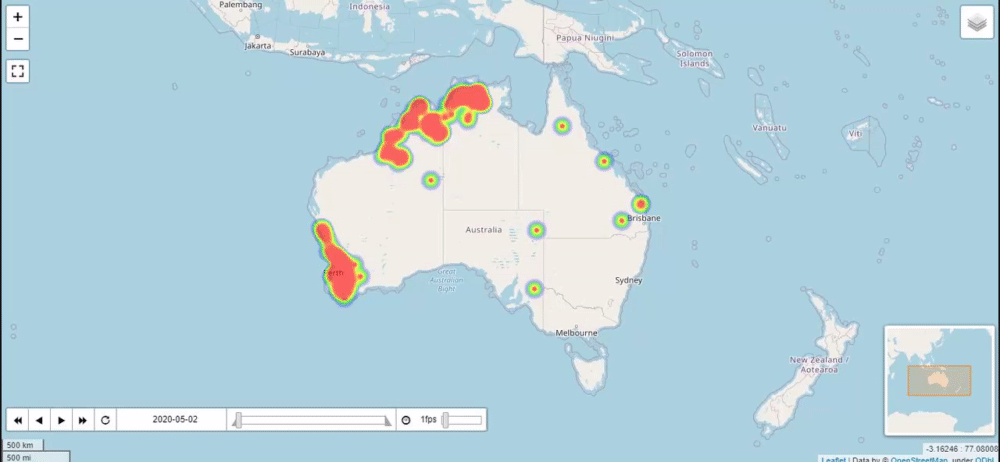 Palembang
Indonesia
Jakarta
Surabaya
Papua Niugini
Solomon
Islands
Vanuatu
Viti
Brisbane
Australia
Perth
Great
Australian
Bight
Sydney
Melbourne
New Zealand /
Aotearoa
+
−
2020-05-02
1fps
500 km
500 mi
-3.16246 : 77.08008
Leaflet | Data by © OpenStreetMap, under ODbL